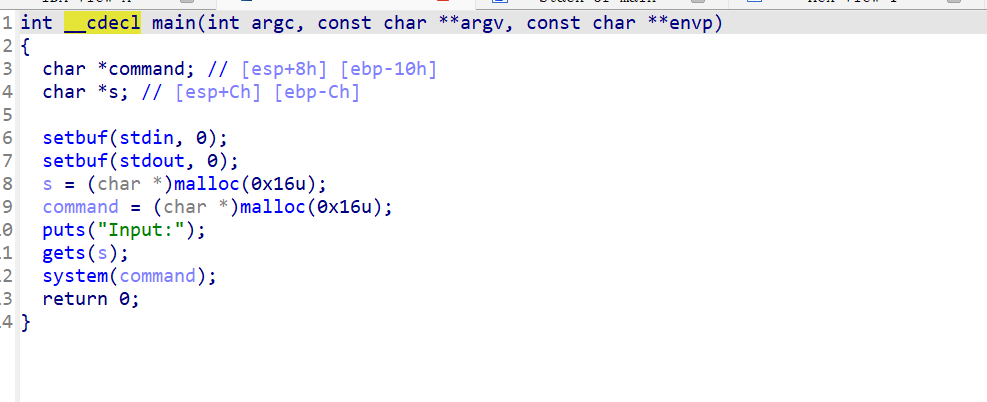 1 int __cdecl main(int argc, const char **argv, const char **envp)
2 {
3   char *command; // [esp+8h] [ebp-10h]
4   char *s; // [esp+Ch] [ebp-Ch]
5
6   setbuf(stdin, 0);
7   setbuf(stdout, 0);
8   s = (char *)malloc(0x16u);
9   command = (char *)malloc(0x16u);
.0   puts("Input:");
.1   gets(s);
.2   system(command);
.3   return 0;
.4 }